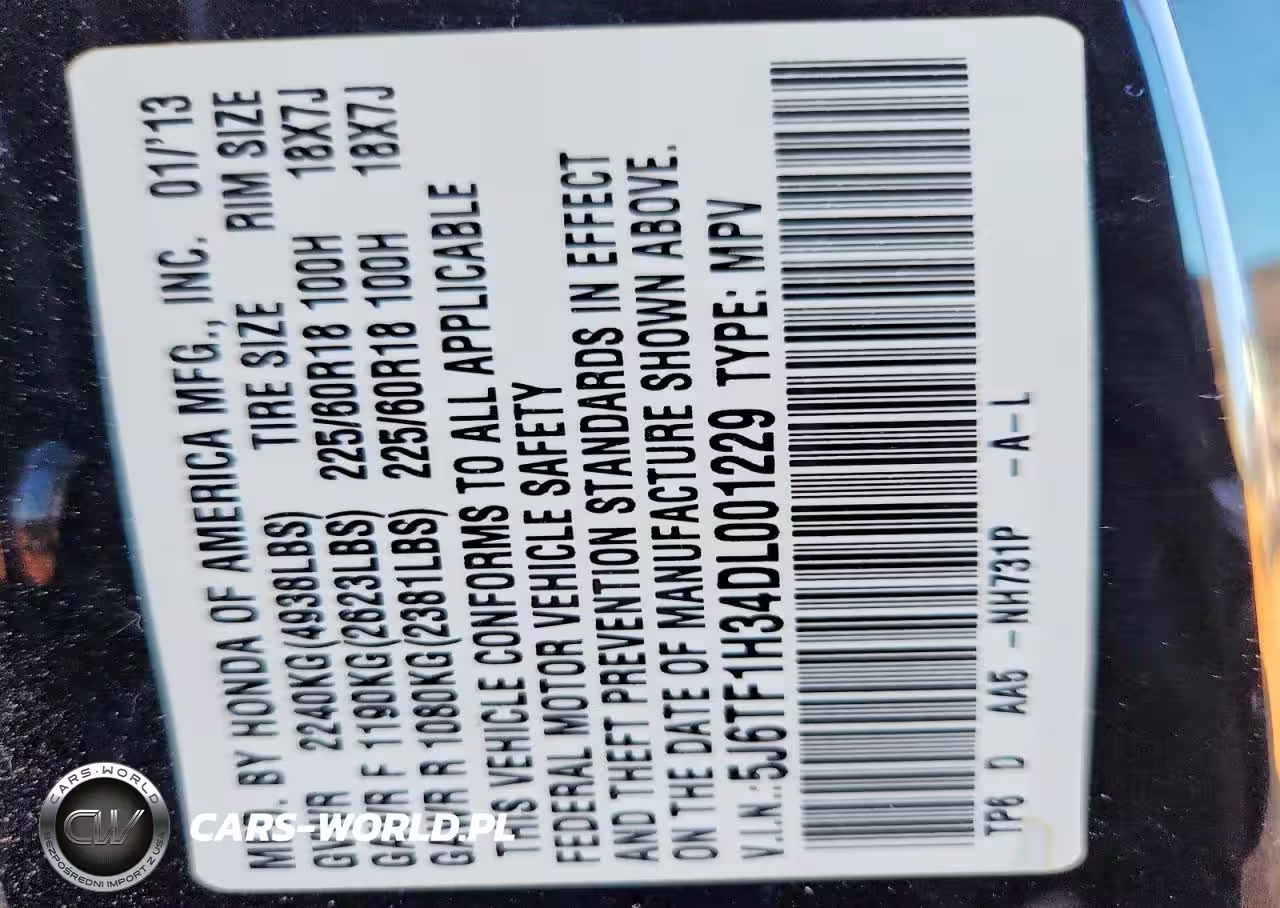 MFD. BY HONDA OF AMERICA MFG., INC. 01/'13
TIRE SIZE RIM SIZE
GVWR 2240KG(4938LBS)
GAWR F 1190KG(2623LBS) 225/60R18 100H 18X7J
GAWR R 1080KG(2381LBS) 225/60R18 100H 18X7J
THIS VEHICLE CONFORMS TO ALL APPLICABLE
FEDERAL MOTOR VEHICLE SAFETY
AND THEFT PREVENTION STANDARDS IN EFFECT
ON THE DATE OF MANUFACTURE SHOWN ABOVE.
V.I.N.:5J6TF1H34DL001229 TYPE: MPV
TP6 D AA5 -NH731P -A-L
CARS-WORLD
CW
BEZPOŚREDNI IMPORT Z USA
CARS-WORLD.PL